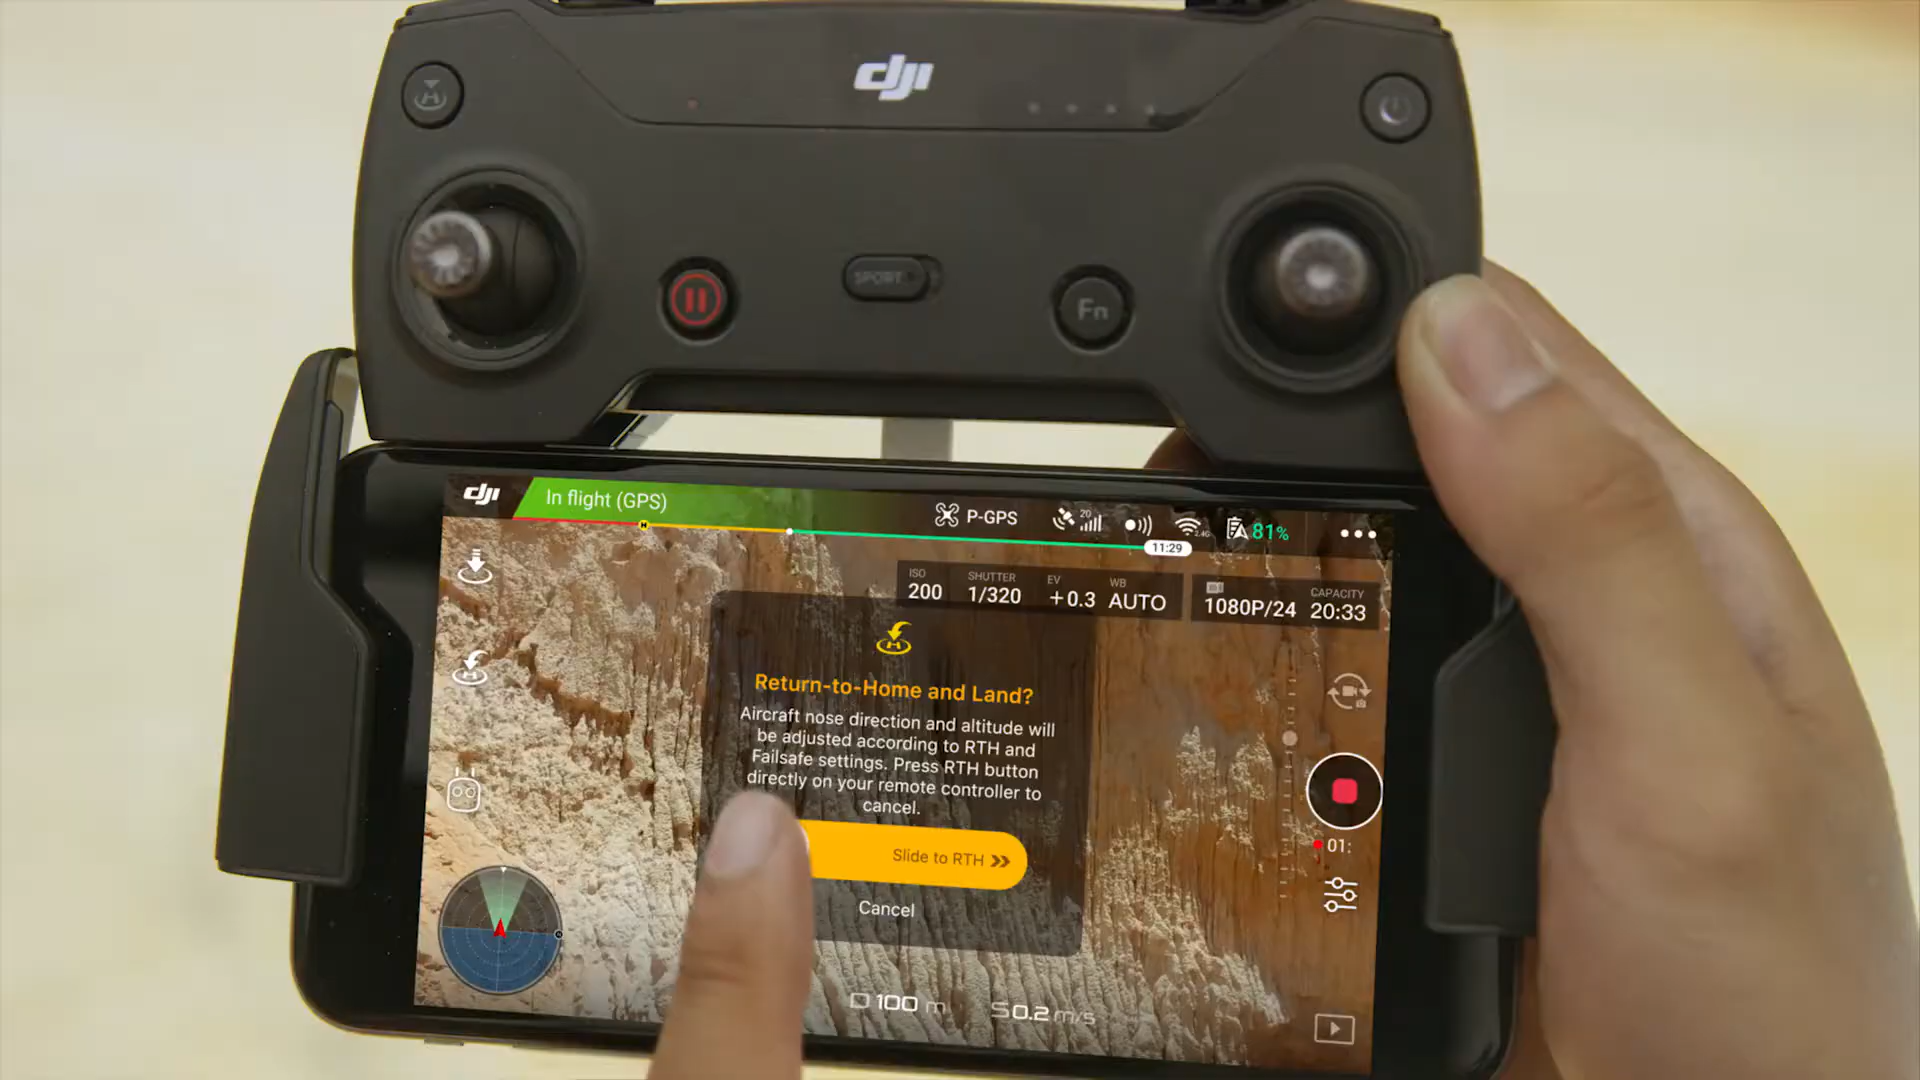 dji
SPORT
Fn
dji
In flight (GPS)
H
P-GPS
20
2.4G
81%
11:29
ISO
200
SHUTTER
1/320
EV
+0.3
WB
AUTO
1080P/24
CAPACITY
20:33
H
Return-to-Home and Land?
Aircraft nose direction and altitude will
be adjusted according to RTH and
Failsafe settings. Press RTH button
directly on your remote controller to
cancel.
Slide to RTH
Cancel
01:
D 100 m
S 0.2 m/s